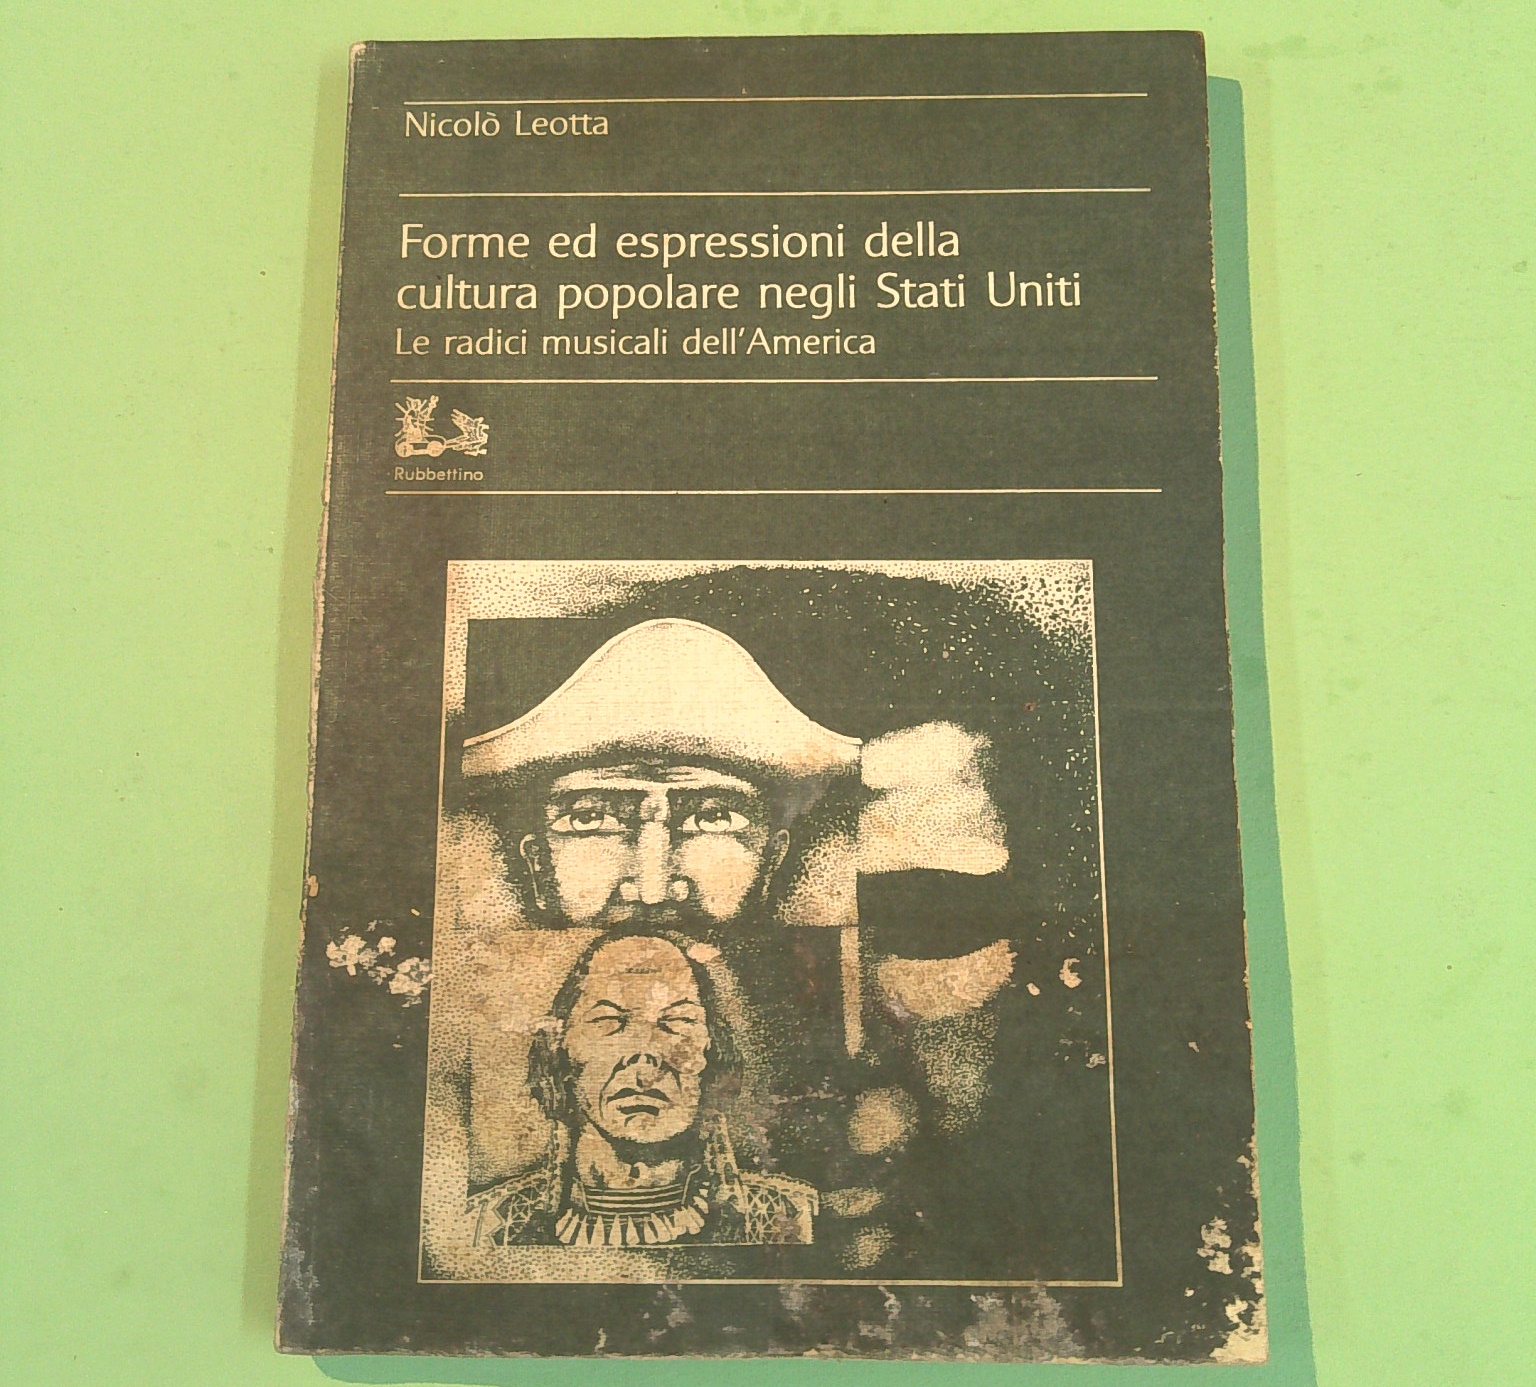 Nicolò Leotta
Forme ed espressioni della
cultura popolare negli Stati Uniti
Le radici musicali dell'America
Rubbettino